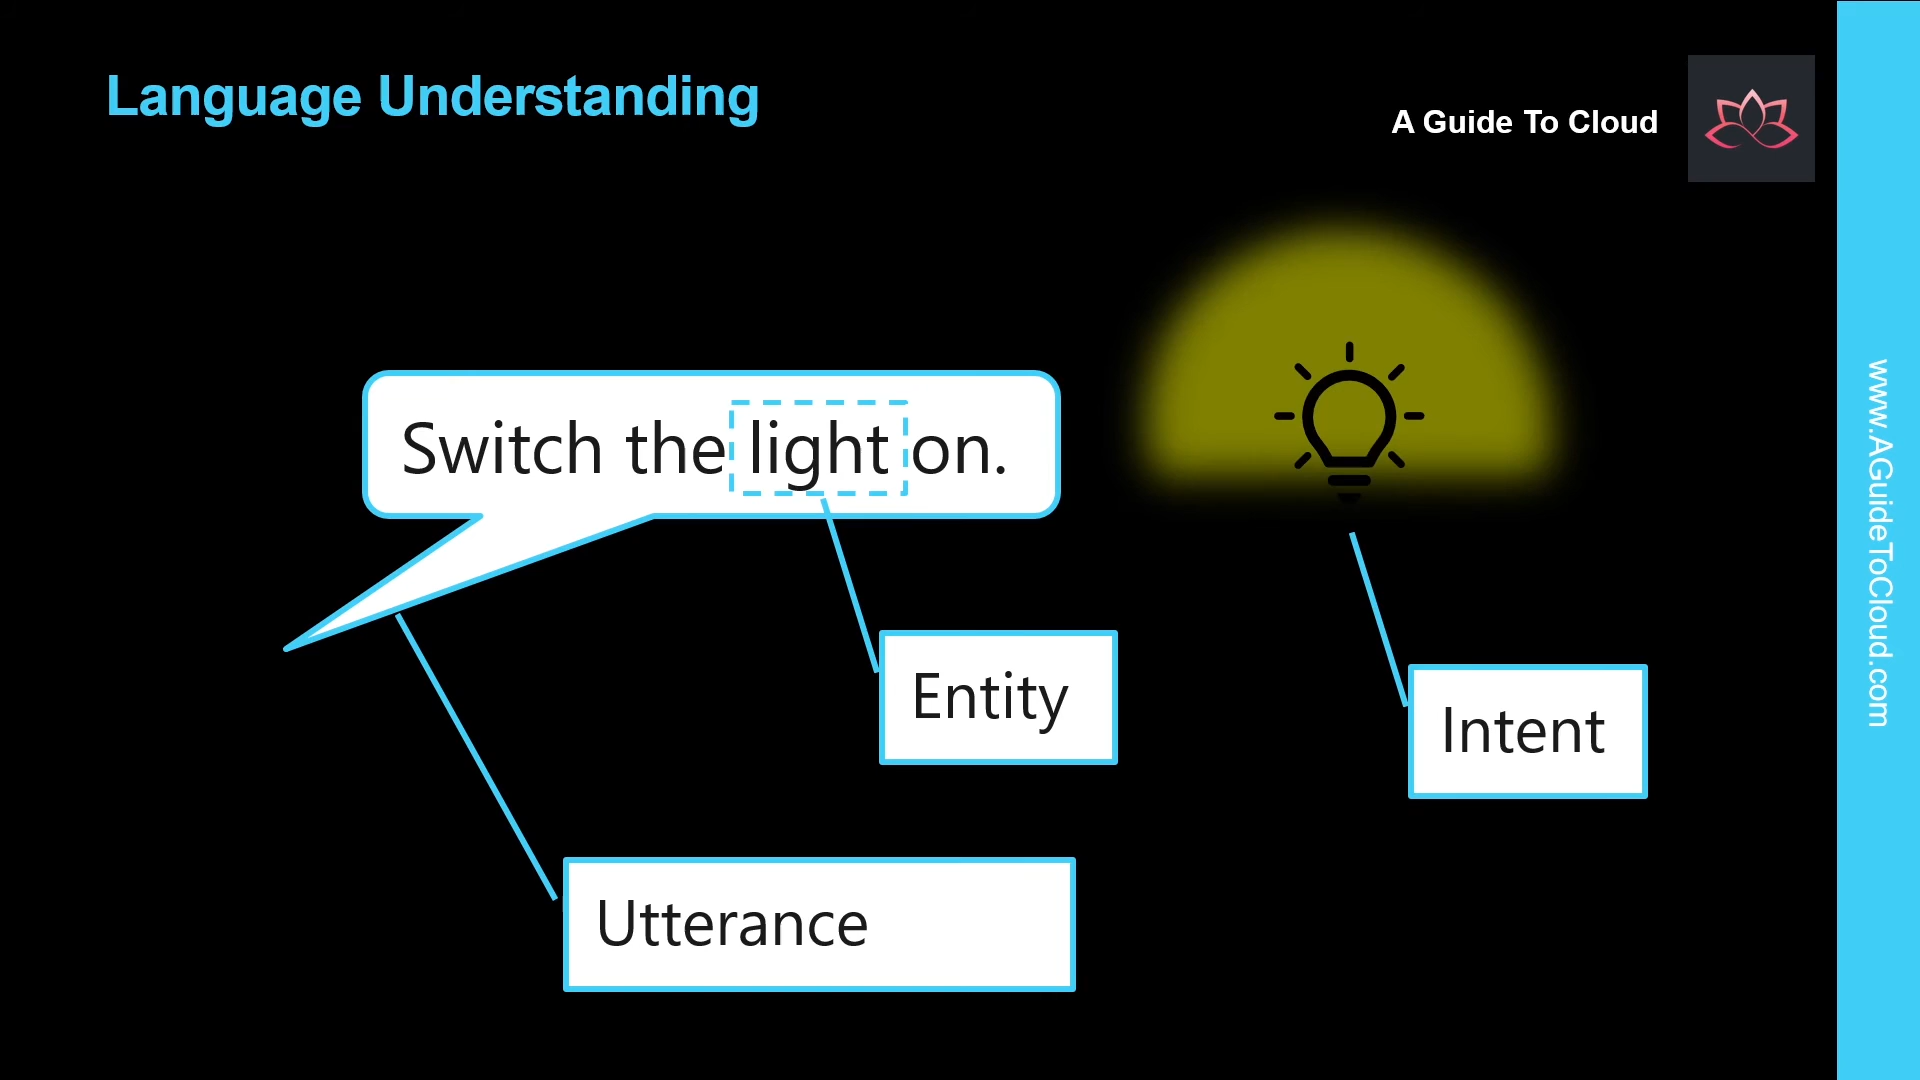 Language Understanding
A Guide To Cloud
Switch the light on.
Entity
Intent
Utterance
www.AGuideToCloud.com